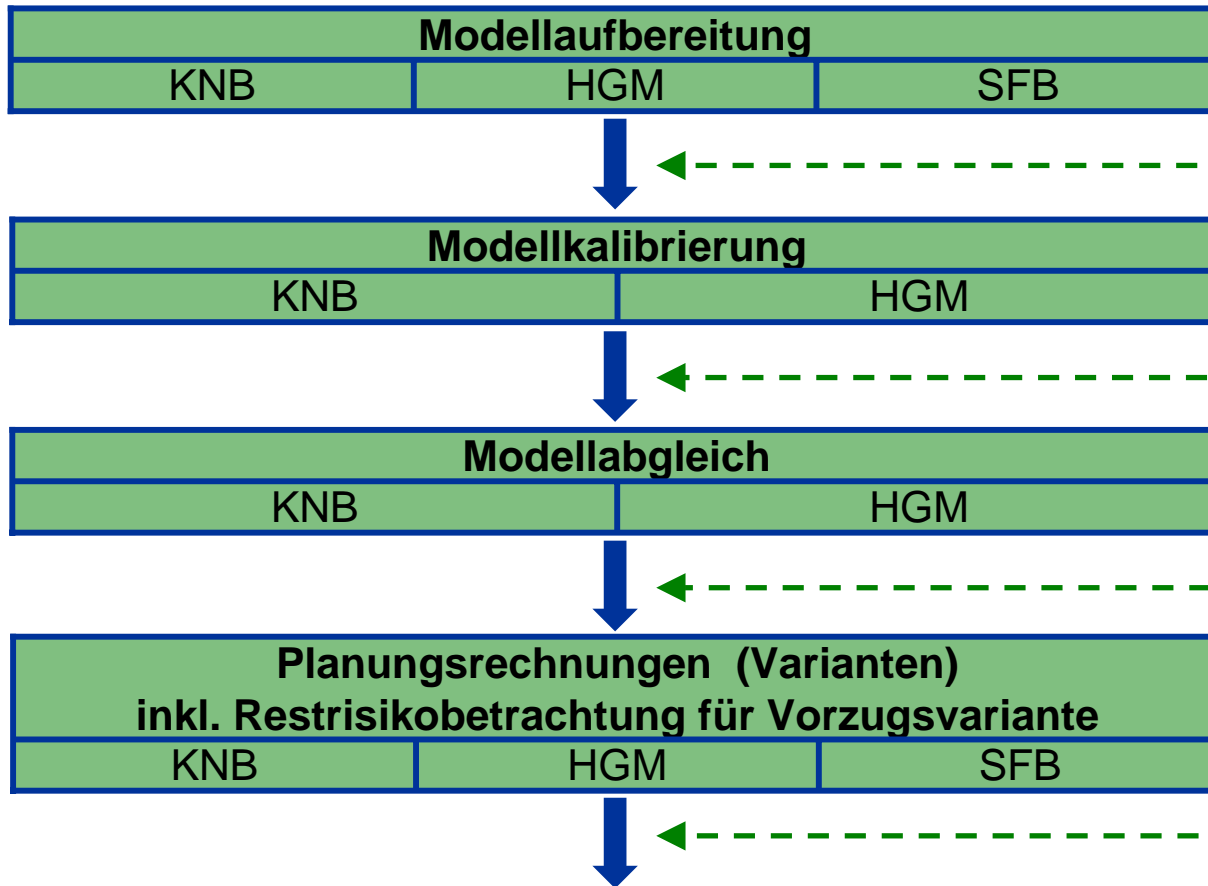 Modellaufbereitung
KNB HGM SFB
Modellkalibrierung
KNB HGM
Modellabgleich
KNB HGM
Planungsrechnungen (Varianten)
inkl. Restrisikobetrachtung für Vorzugsvariante
KNB HGM SFB